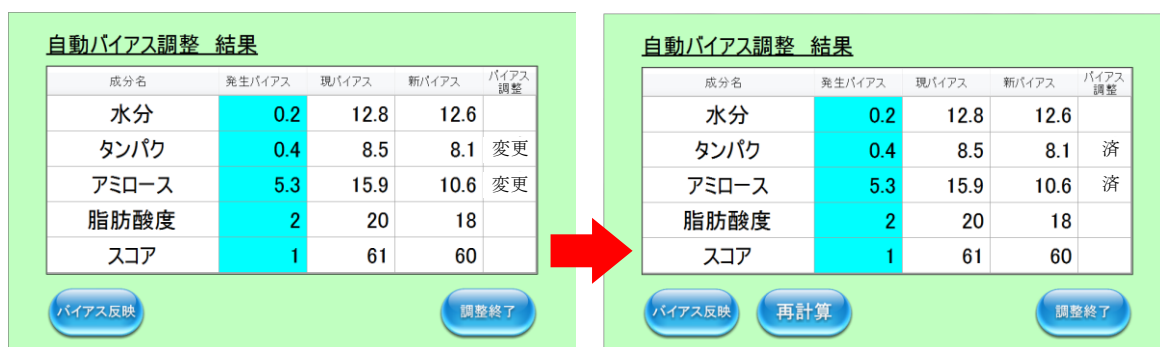 自動バイアス調整 結果
成分名 発生バイアス 現バイアス 新バイアス バイアス調整
水分 0.2 12.8 12.6
タンパク 0.4 8.5 8.1 変更
アミロース 5.3 15.9 10.6 変更
脂肪酸度 2 20 18
スコア 1 61 60
バイアス反映 調整終了
自動バイアス調整 結果
成分名 発生バイアス 現バイアス 新バイアス バイアス調整
水分 0.2 12.8 12.6
タンパク 0.4 8.5 8.1 済
アミロース 5.3 15.9 10.6 済
脂肪酸度 2 20 18
スコア 1 61 60
バイアス反映 再計算 調整終了